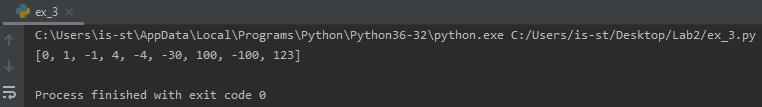 ex_3
C:\Users\is-st\AppData\Local\Programs\Python\Python36-32\python.exe C:/Users/is-st/Desktop/Lab2/ex_3.py
[0, 1, -1, 4, -4, -30, 100, -100, 123]
Process finished with exit code 0